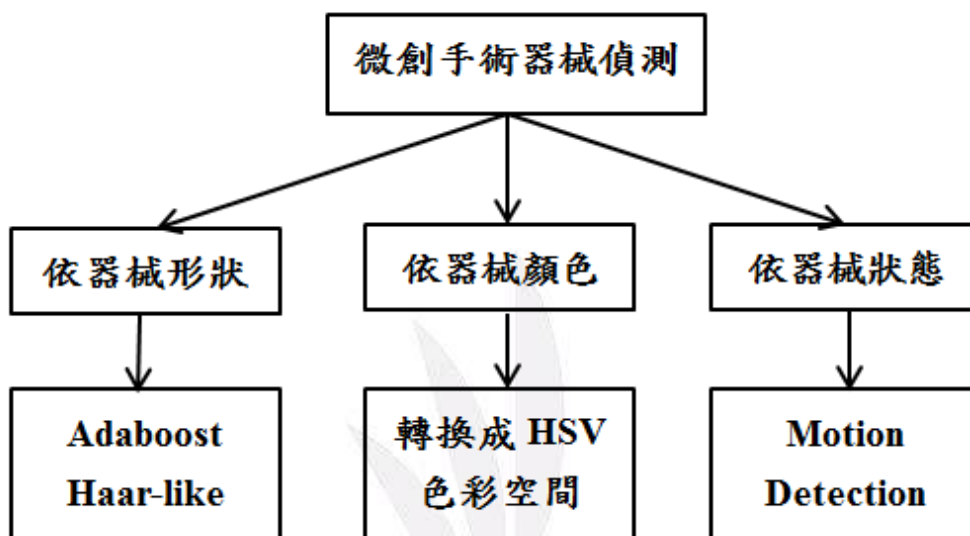 微創手術器械偵測
依器械形狀
依器械顏色
依器械狀態
Adaboost
Haar-like
轉換成 HSV
色彩空間
Motion
Detection